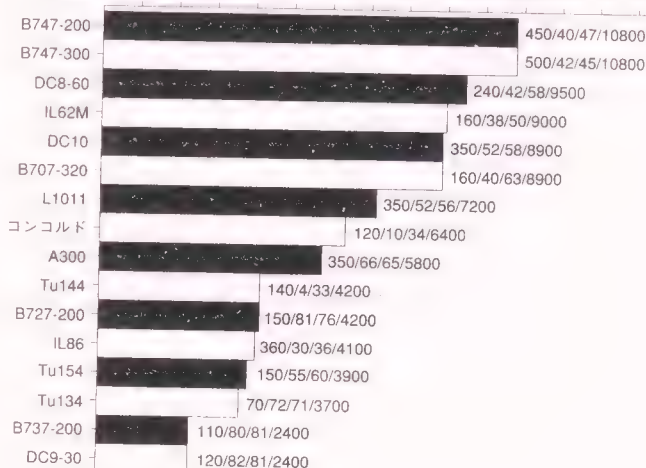 B747-200 450/40/47/10800
B747-300 500/42/45/10800
DC8-60 240/42/58/9500
IL62M 160/38/50/9000
DC10 350/52/58/8900
B707-320 160/40/63/8900
L1011 350/52/56/7200
コンコルド 120/10/34/6400
A300 350/66/65/5800
Tu144 140/4/33/4200
B727-200 150/81/76/4200
IL86 360/30/36/4100
Tu154 150/55/60/3900
Tu134 70/72/71/3700
B737-200 110/80/81/2400
DC9-30 120/82/81/2400